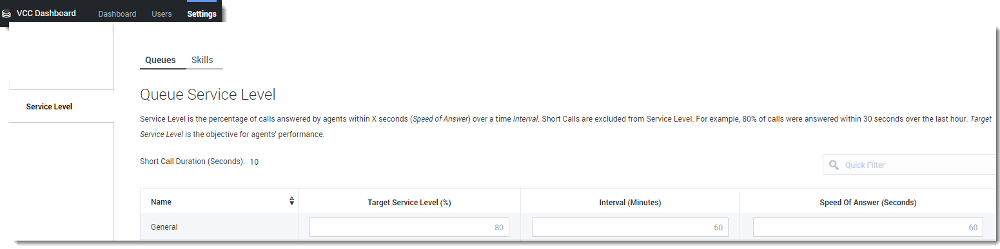 VCC Dashboard Dashboard Users Settings
Queues Skills
Queue Service Level
Service Level
Service Level is the percentage of calls answered by agents within X seconds (Speed of Answer) over a time Interval. Short Calls are excluded from Service Level. For example, 80% of calls were answered within 30 seconds over the last hour. Target
Service Level is the objective for agents' performance.
Short Call Duration (Seconds): 10
Quick Filter
Name Target Service Level (%) Interval (Minutes) Speed Of Answer (Seconds)
General 80 60 60